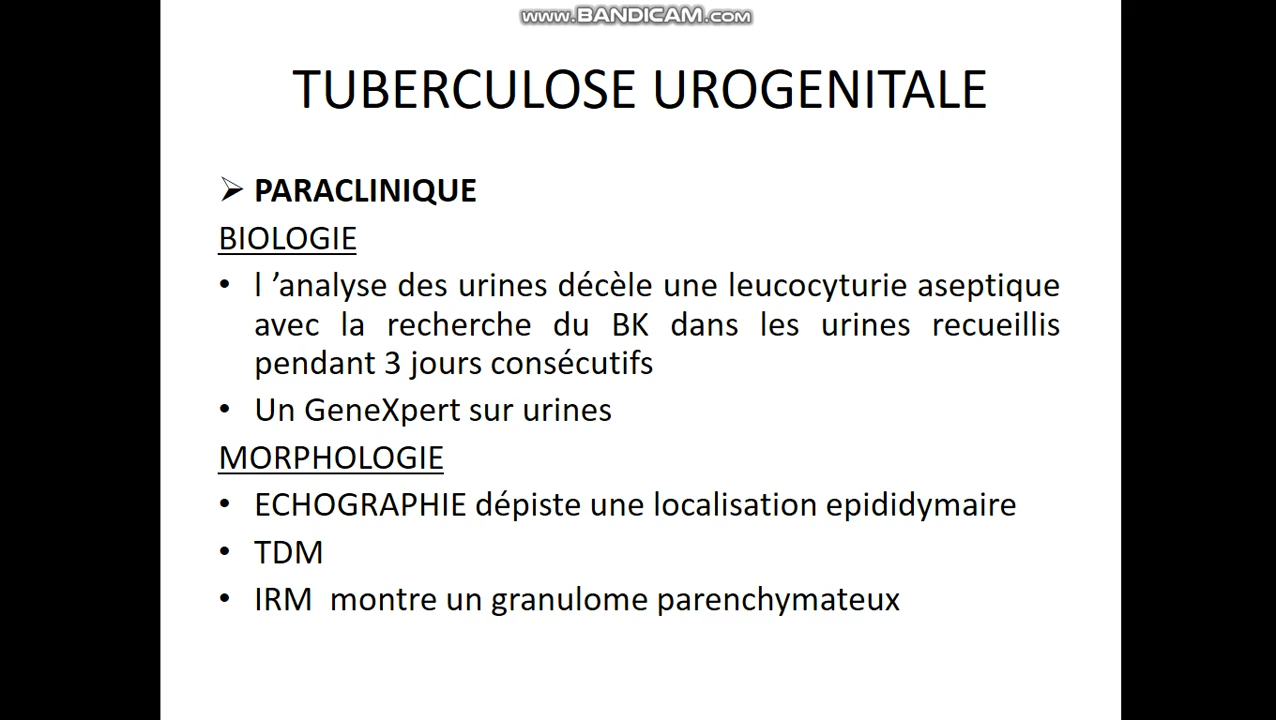 www.BANDICAM.com
TUBERCULOSE UROGENITALE
➢ PARACLINIQUE
BIOLOGIE
• l ’analyse des urines décèle une leucocyturie aseptique
avec la recherche du BK dans les urines recueillis
pendant 3 jours consécutifs
• Un GeneXpert sur urines
MORPHOLOGIE
• ECHOGRAPHIE dépiste une localisation epididymaire
• TDM
• IRM  montre un granulome parenchymateux